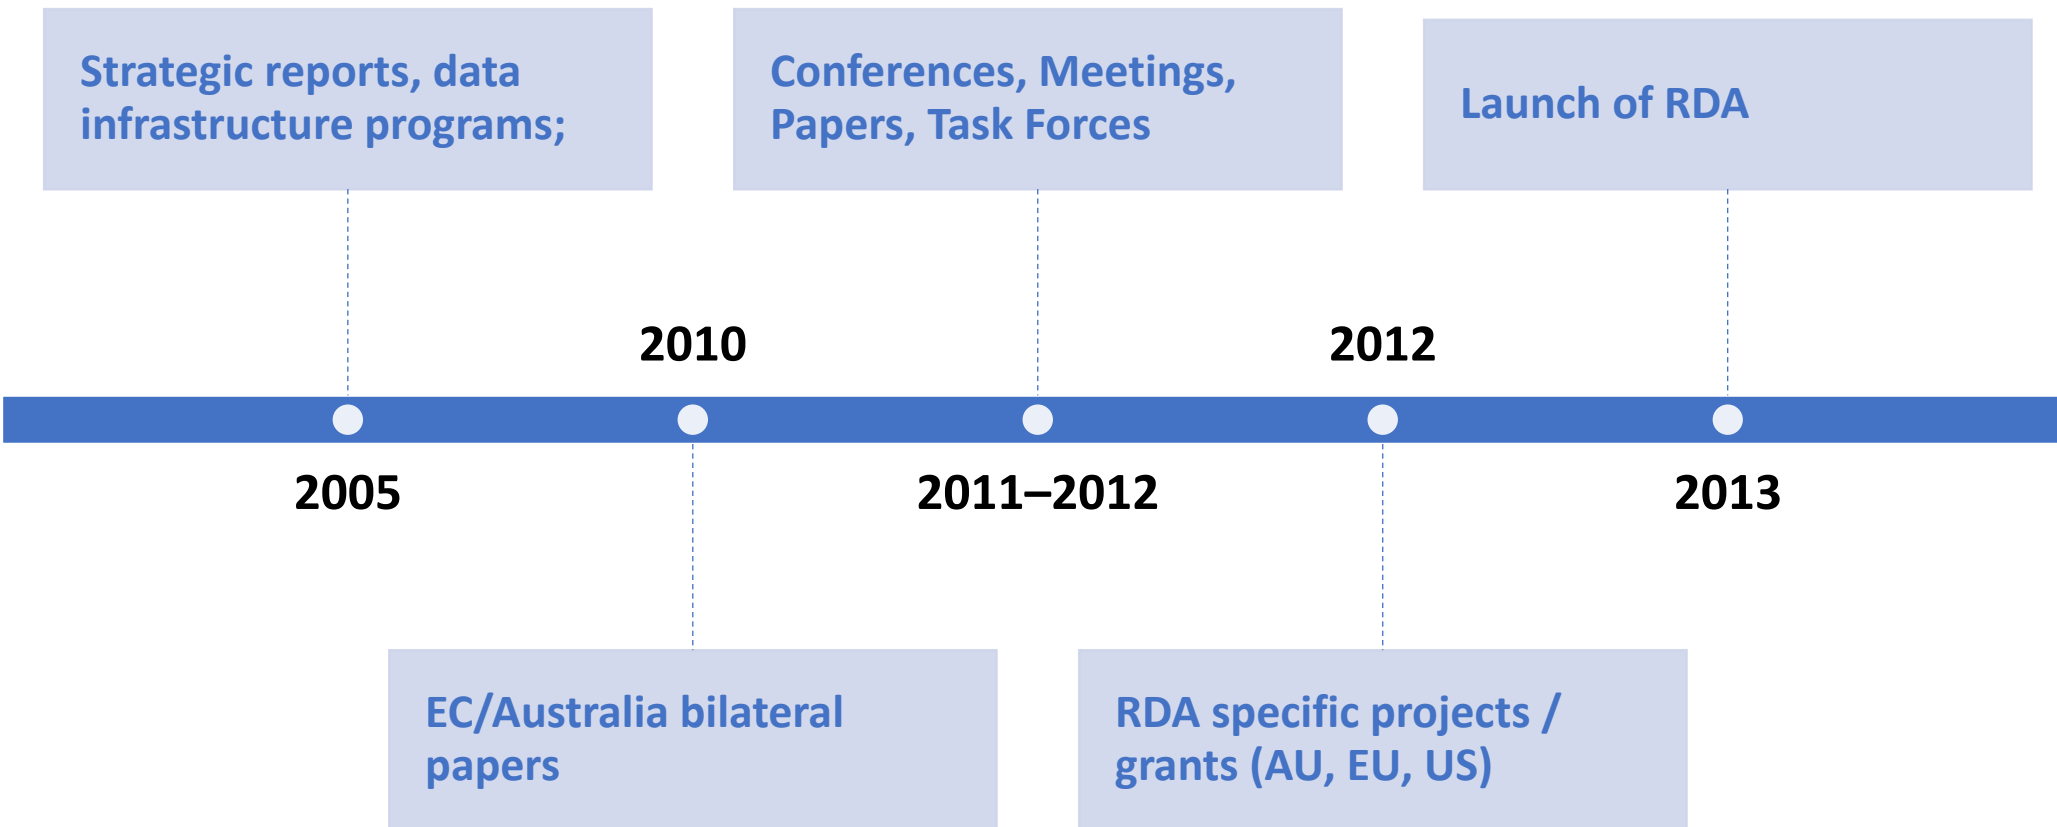 Strategic reports, data
infrastructure programs;
Conferences, Meetings,
Papers, Task Forces
Launch of RDA
2010
2012
2005
2011–2012
2013
EC/Australia bilateral
papers
RDA specific projects /
grants (AU, EU, US)